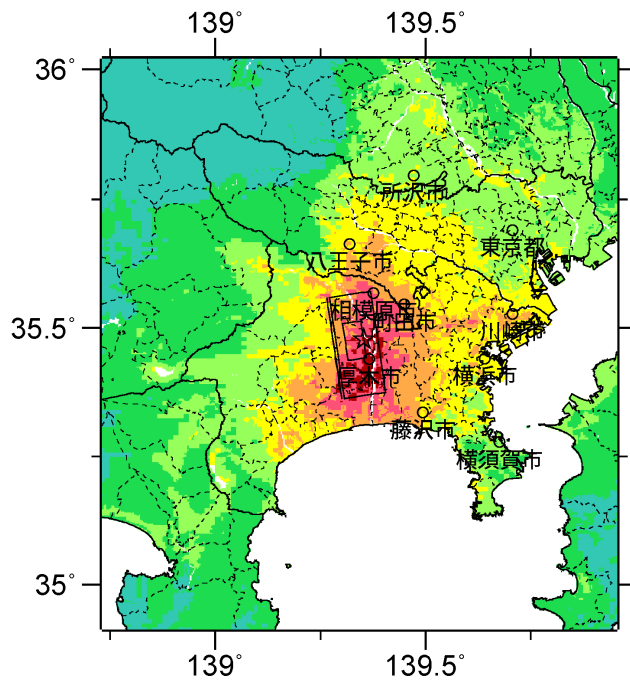 139° 139.5°
36°
所沢市
東京都
八王子市
相模原市
町田市
35.5°
川崎市
厚木市
横浜市
藤沢市
横須賀市
35°
139° 139.5°